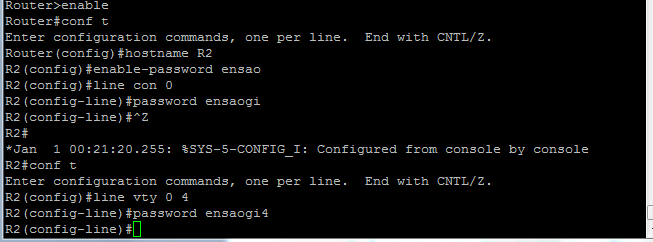 Router>enable
Router#conf t
Enter configuration commands, one per line.  End with CNTL/Z.
Router(config)#hostname R2
R2(config)#enable-password ensao
R2(config)#line con 0
R2(config-line)#password ensaogi
R2(config-line)#^Z
R2#
*Jan  1 00:21:20.255: %SYS-5-CONFIG_I: Configured from console by console
R2#conf t
Enter configuration commands, one per line.  End with CNTL/Z.
R2(config)#line vty 0 4
R2(config-line)#password ensaogi4
R2(config-line)#